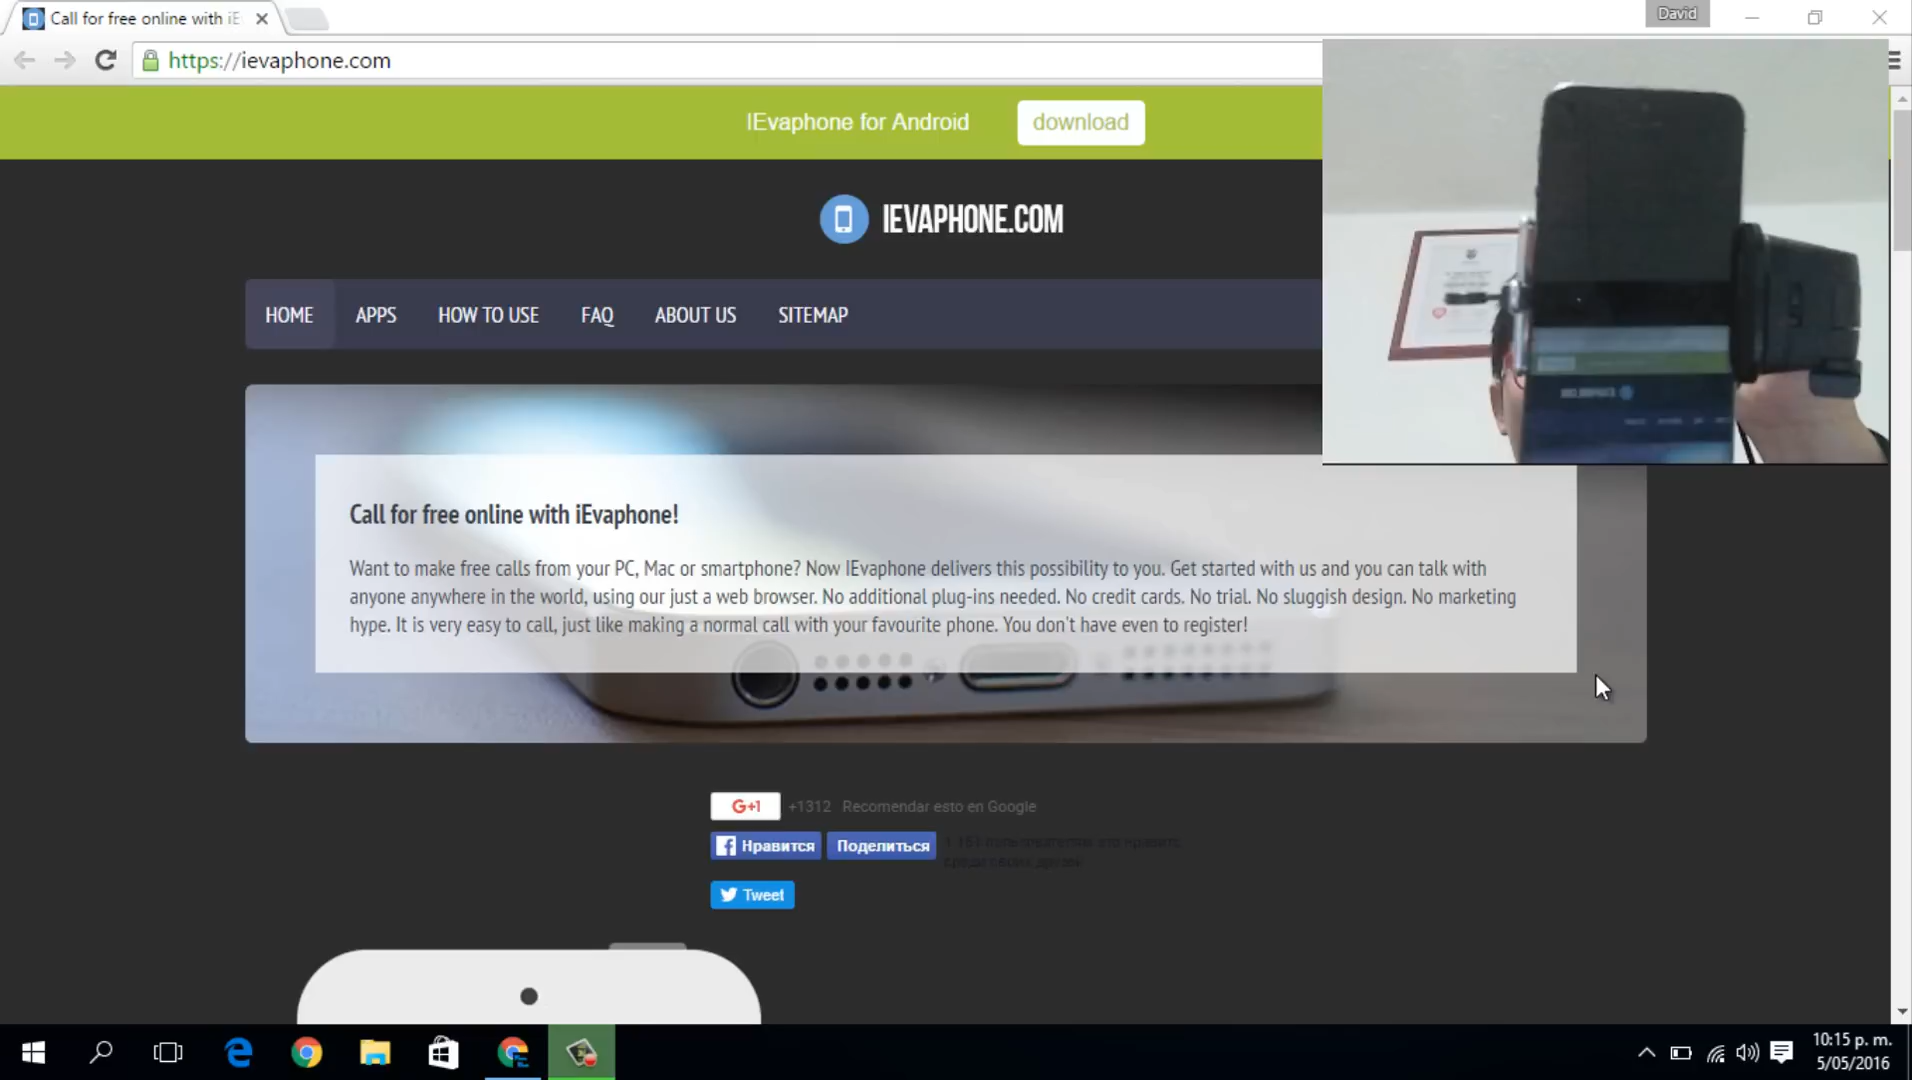 Call for free online with iE
David
https://ievaphone.com
IEvaphone for Android
download
IEVAPHONE.COM
HOME
APPS
HOW TO USE
FAQ
ABOUT US
SITEMAP
Call for free online with iEvaphone!
Want to make free calls from your PC, Mac or smartphone? Now IEvaphone delivers this possibility to you. Get started with us and you can talk with
anyone anywhere in the world, using our just a web browser. No additional plug-ins needed. No credit cards. No trial. No sluggish design. No marketing
hype. It is very easy to call, just like making a normal call with your favourite phone. You don't have even to register!
G+1
+1312
Recomendar esto en Google
Нравится
Поделиться
Tweet
10:15 p. m.
5/05/2016